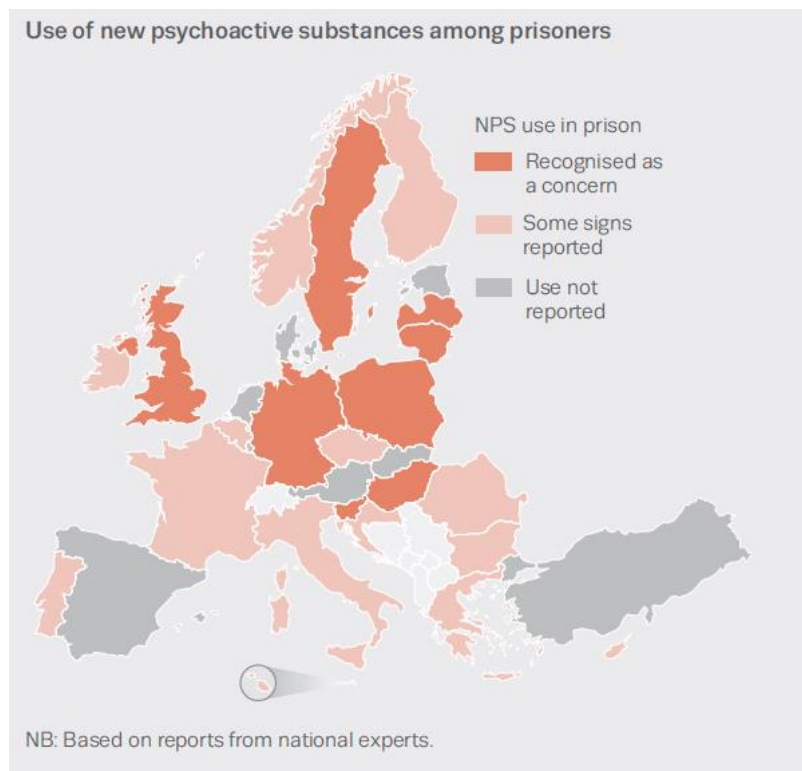 Use of new psychoactive substances among prisoners
NPS use in prison
Recognised as
a concern
Some signs
reported
Use not
reported
NB: Based on reports from national experts.